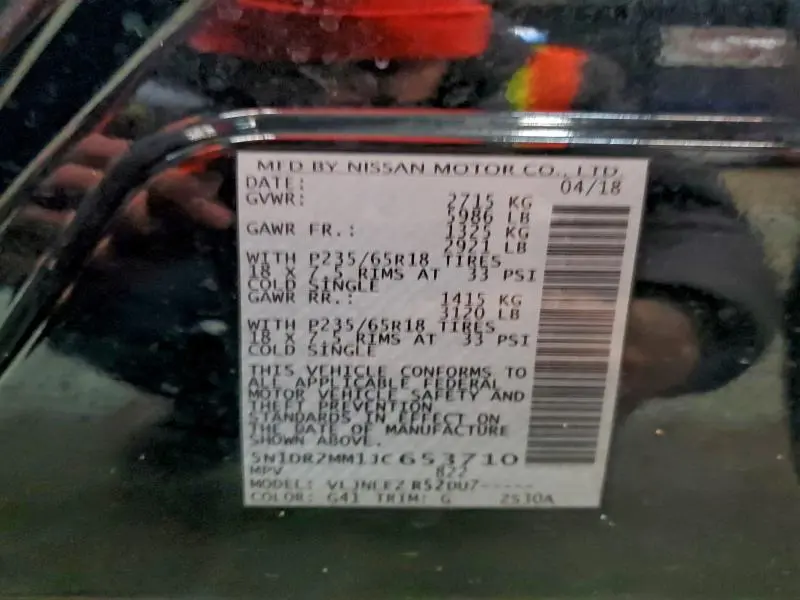 MFD BY NISSAN MOTOR CO., LTD.
DATE: 04/18
GVWR: 2715 KG
5986 LB
GAWR FR.: 1325 KG
2921 LB
WITH P235/65R18 TIRES
18 X 7.5 RIMS AT 33 PSI
COLD SINGLE
GAWR RR.: 1415 KG
3120 LB
WITH P235/65R18 TIRES
18 X 7.5 RIMS AT 33 PSI
COLD SINGLE
THIS VEHICLE CONFORMS TO
ALL APPLICABLE FEDERAL
MOTOR VEHICLE SAFETY AND
THEFT PREVENTION
STANDARDS IN EFFECT ON
THE DATE OF MANUFACTURE
SHOWN ABOVE.
5N1DR2MM1JC653710
MPV 822
MODEL: VLJNLEZ R52DU7-----
COLOR: G41 TRIM: G 2S30A